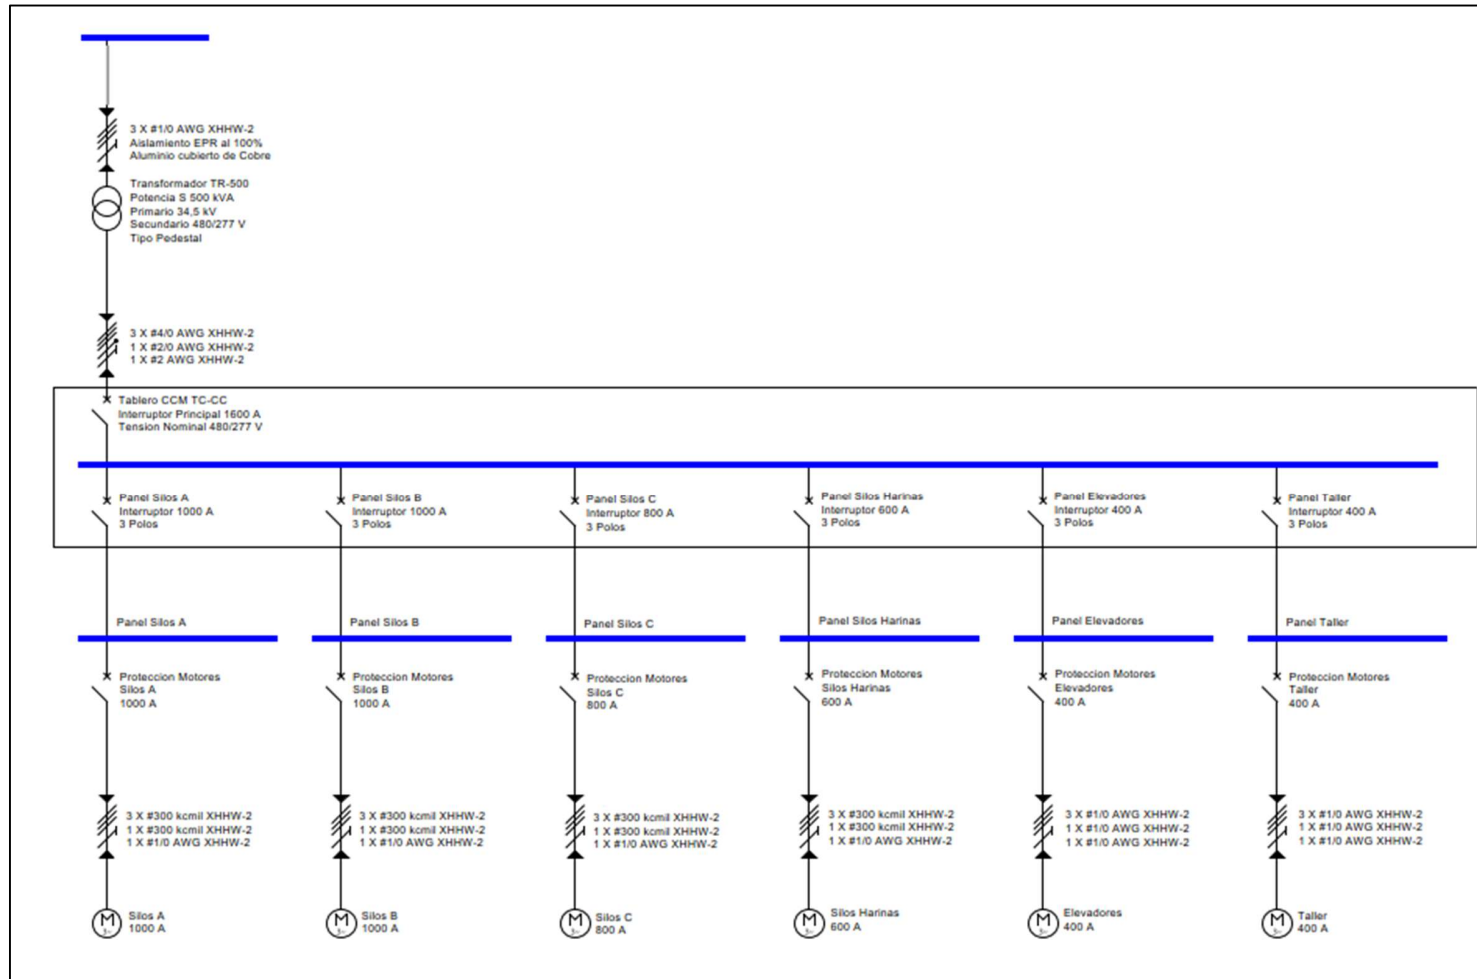 3 X #1/0 AWG XHHW-2
Aislamiento EPR al 100%
Aluminio cubierto de Cobre
Transformador TR-500
Potencia S 500 kVA
Primario 34,5 kV
Secundario 480/277 V
Tipo Pedestal
3 X #4/0 AWG XHHW-2
1 X #2/0 AWG XHHW-2
1 X #2 AWG XHHW-2
Tablero CCM TC-CC
Interruptor Principal 1600 A
Tension Nominal 480/277 V
Panel Silos A
Interruptor 1000 A
3 Polos
Panel Silos B
Interruptor 1000 A
3 Polos
Panel Silos C
Interruptor 800 A
3 Polos
Panel Silos Harinas
Interruptor 600 A
3 Polos
Panel Elevadores
Interruptor 400 A
3 Polos
Panel Taller
Interruptor 400 A
3 Polos
Panel Silos A
Panel Silos B
Panel Silos C
Panel Silos Harinas
Panel Elevadores
Panel Taller
Proteccion Motores
Silos A
1000 A
Proteccion Motores
Silos B
1000 A
Proteccion Motores
Silos C
800 A
Proteccion Motores
Silos Harinas
600 A
Proteccion Motores
Elevadores
400 A
Proteccion Motores
Taller
400 A
3 X #300 kcmil XHHW-2
1 X #300 kcmil XHHW-2
1 X #1/0 AWG XHHW-2
3 X #300 kcmil XHHW-2
1 X #300 kcmil XHHW-2
1 X #1/0 AWG XHHW-2
3 X #300 kcmil XHHW-2
1 X #300 kcmil XHHW-2
1 X #1/0 AWG XHHW-2
3 X #300 kcmil XHHW-2
1 X #300 kcmil XHHW-2
1 X #1/0 AWG XHHW-2
3 X #1/0 AWG XHHW-2
1 X #1/0 AWG XHHW-2
1 X #1/0 AWG XHHW-2
3 X #1/0 AWG XHHW-2
1 X #1/0 AWG XHHW-2
1 X #1/0 AWG XHHW-2
M
3~
Silos A
1000 A
M
3~
Silos B
1000 A
M
3~
Silos C
800 A
M
3~
Silos Harinas
600 A
M
3~
Elevadores
400 A
M
3~
Taller
400 A